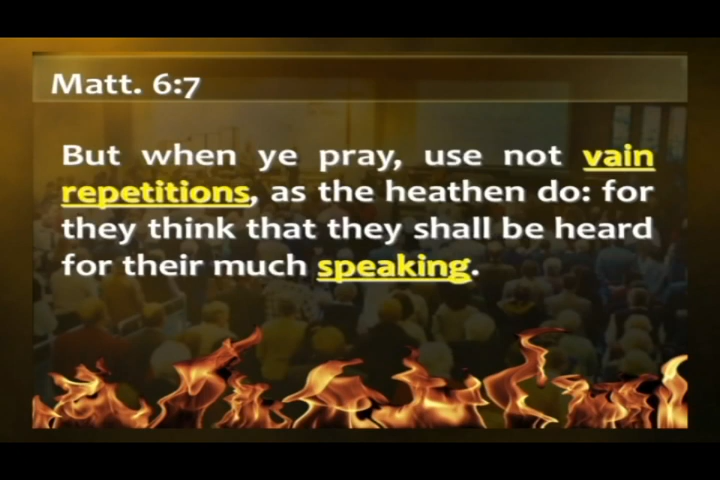 Matt. 6:7
But when ye pray, use not vain
repetitions, as the heathen do: for
they think that they shall be heard
for their much speaking.